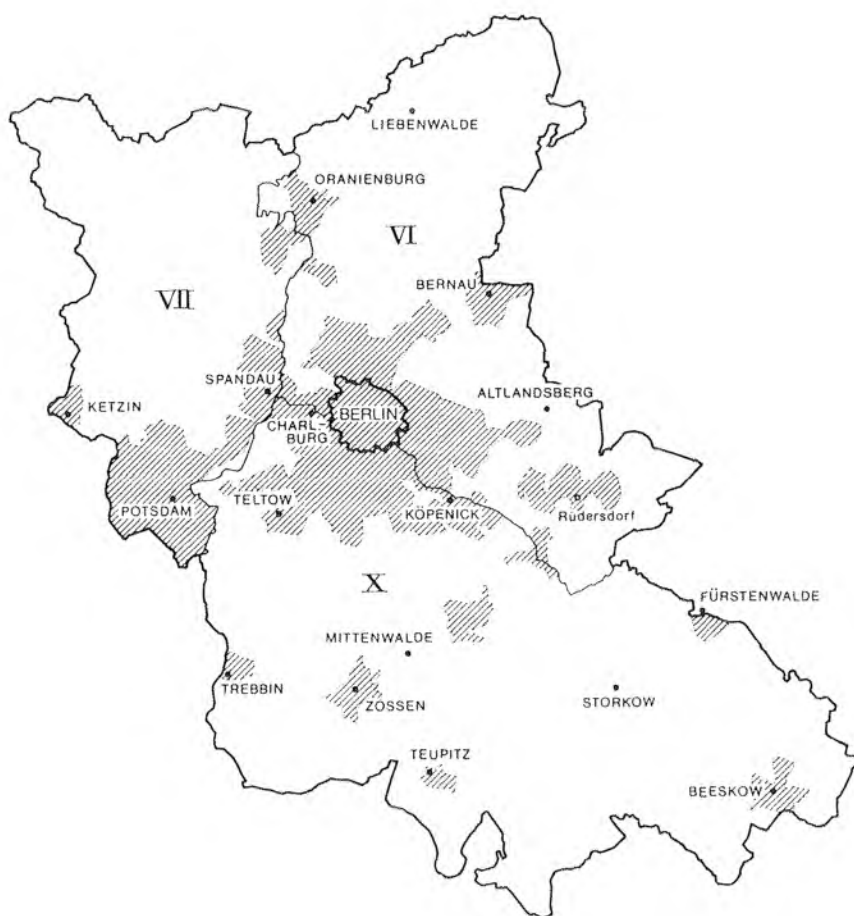 LIEBENWALDE
ORANIENBURG
VI
BERNAU
VII
SPANDAU
KETZIN
ALTLANDSBERG
BERLIN
CHARL-
BURG
TELTOW
POTSDAM
KÖPENICK
Rüdersdorf
X
FÜRSTENWALDE
MITTENWALDE
TREBBIN
ZOSSEN
STORKOW
TEUPITZ
BEESKOW